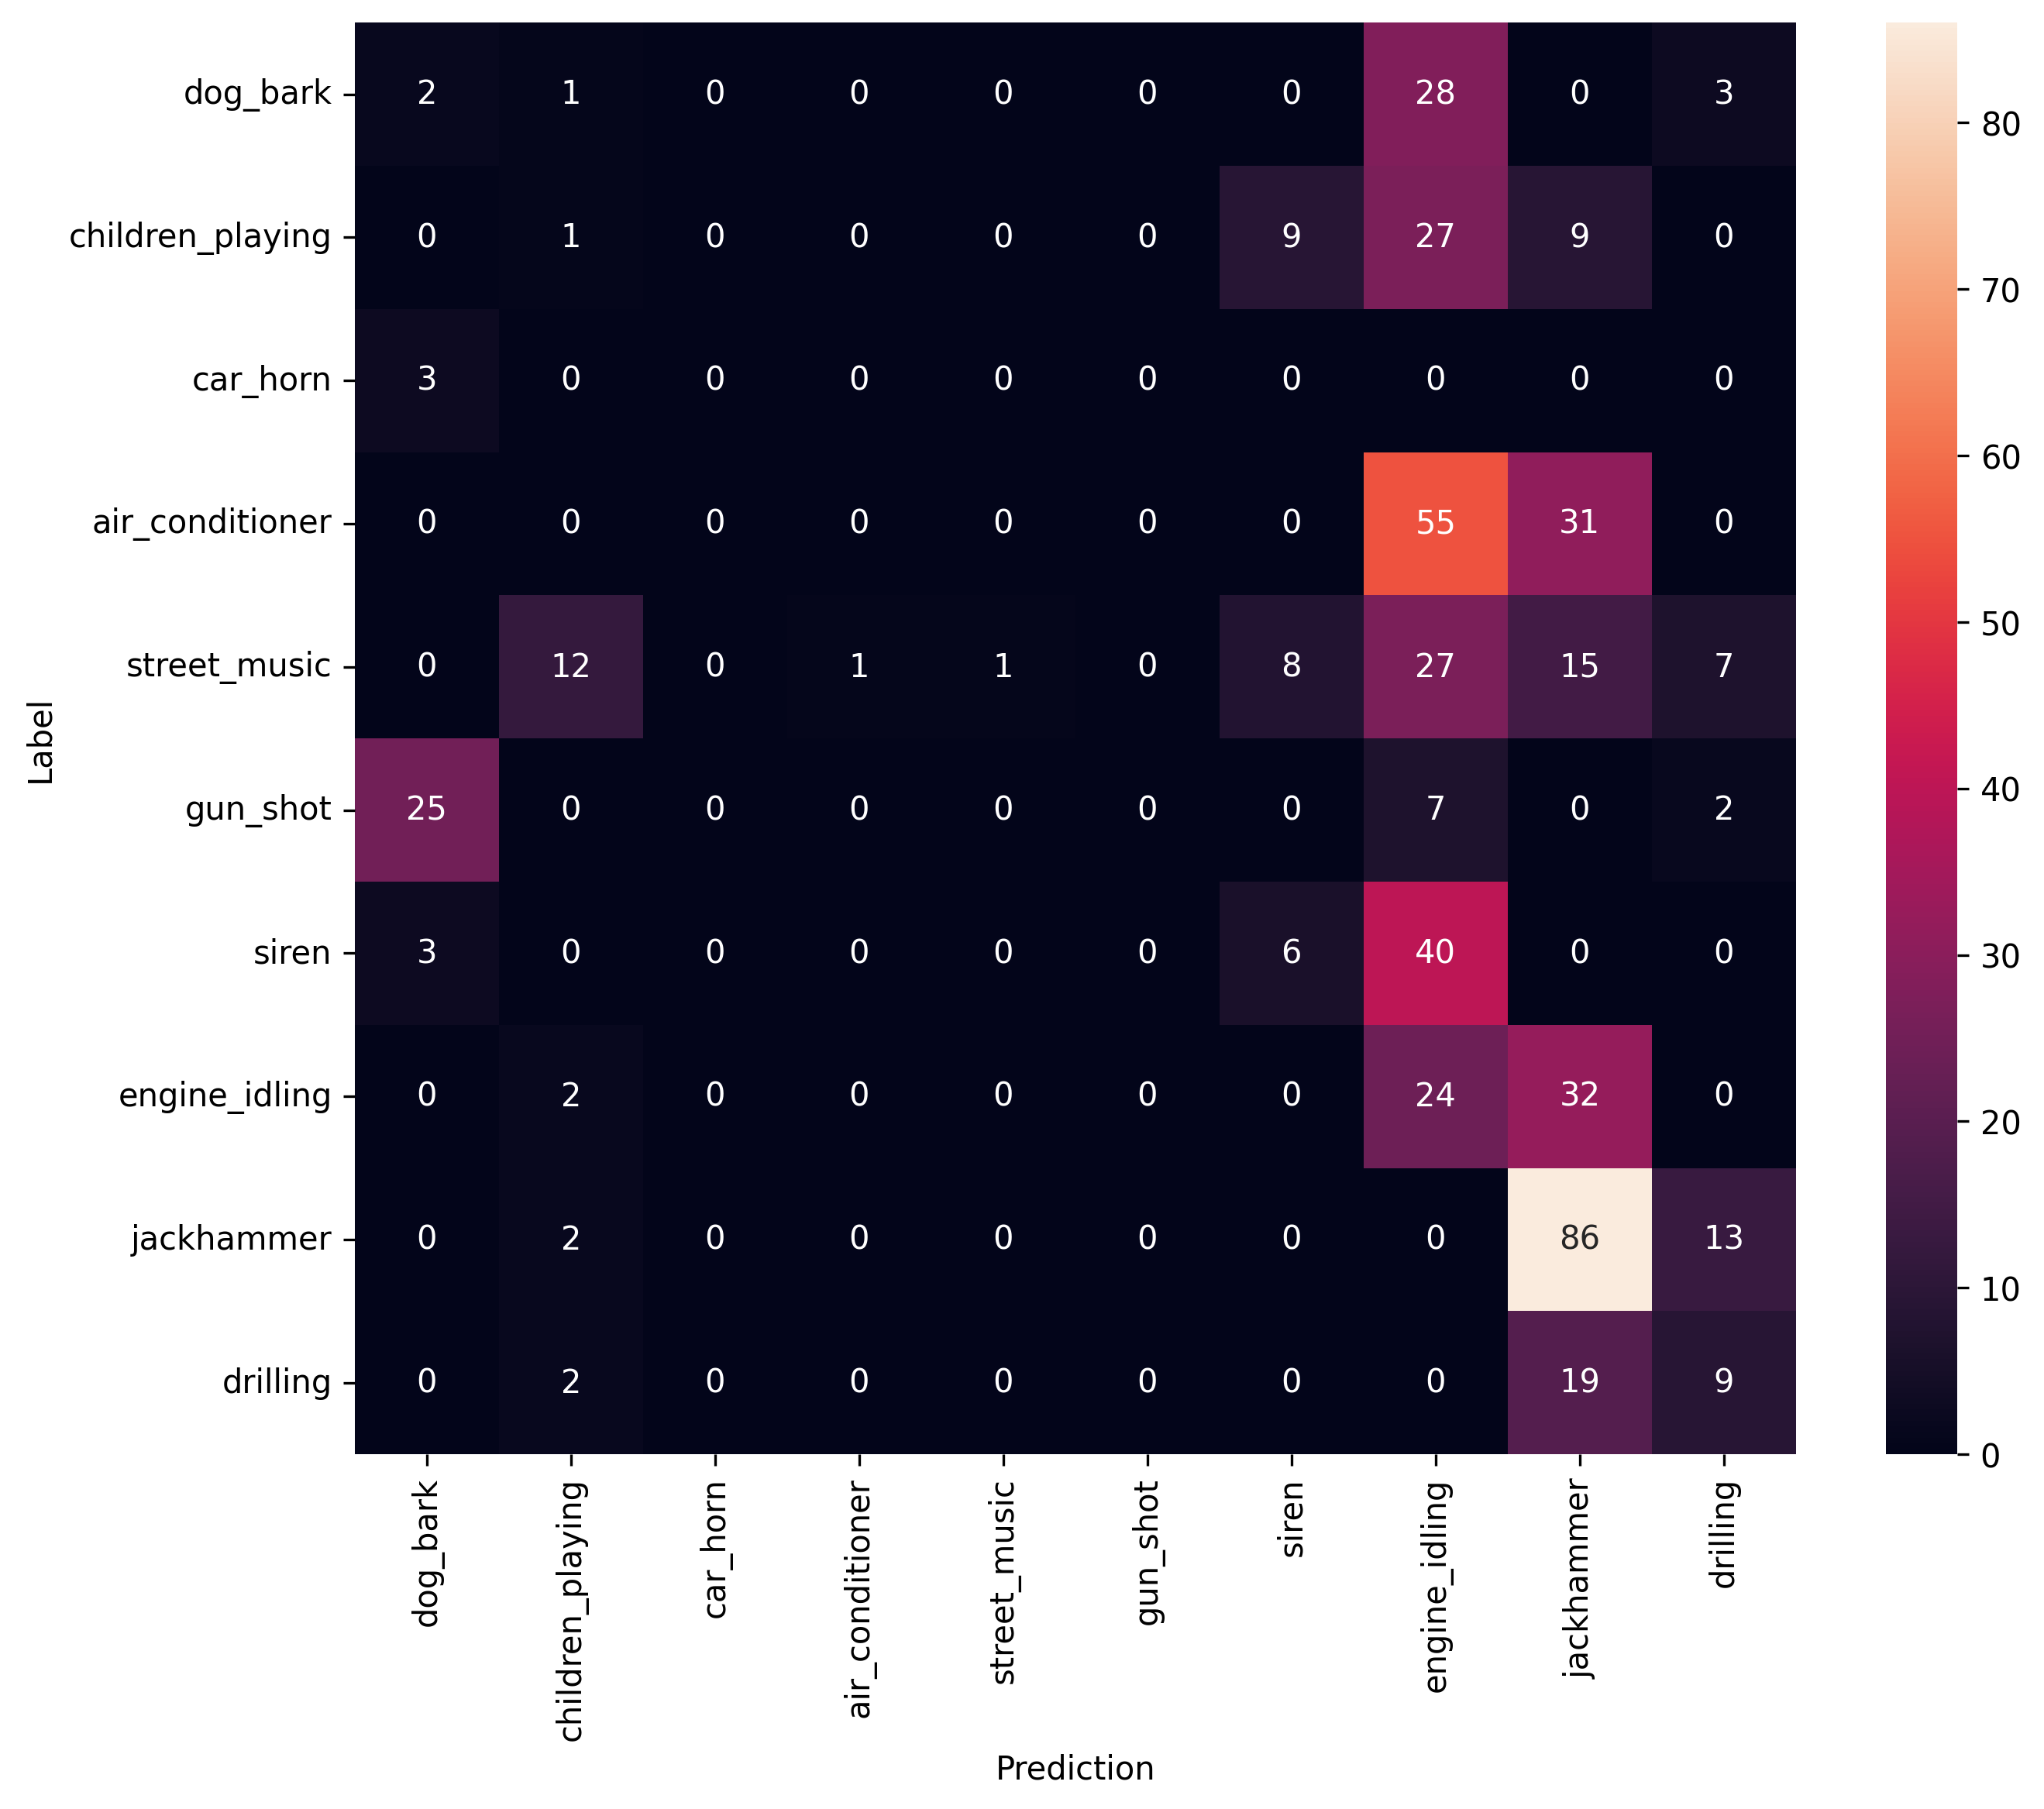 dog_bark 2 1 0 0 0 0 0 28 0 3
children_playing 0 1 0 0 0 0 9 27 9 0
car_horn 3 0 0 0 0 0 0 0 0 0
air_conditioner 0 0 0 0 0 0 0 55 31 0
street_music 0 12 0 1 1 0 8 27 15 7
gun_shot 25 0 0 0 0 0 0 7 0 2
siren 3 0 0 0 0 0 6 40 0 0
engine_idling 0 2 0 0 0 0 0 24 32 0
jackhammer 0 2 0 0 0 0 0 0 86 13
drilling 0 2 0 0 0 0 0 0 19 9
Label
dog_bark
children_playing
car_horn
air_conditioner
street_music
gun_shot
siren
engine_idling
jackhammer
drilling
Prediction
80
70
60
50
40
30
20
10
0